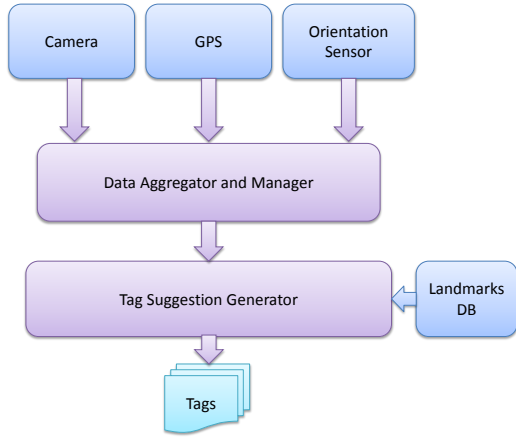 Camera
GPS
Orientation
Sensor
Data Aggregator and Manager
Tag Suggestion Generator
Landmarks
DB
Tags